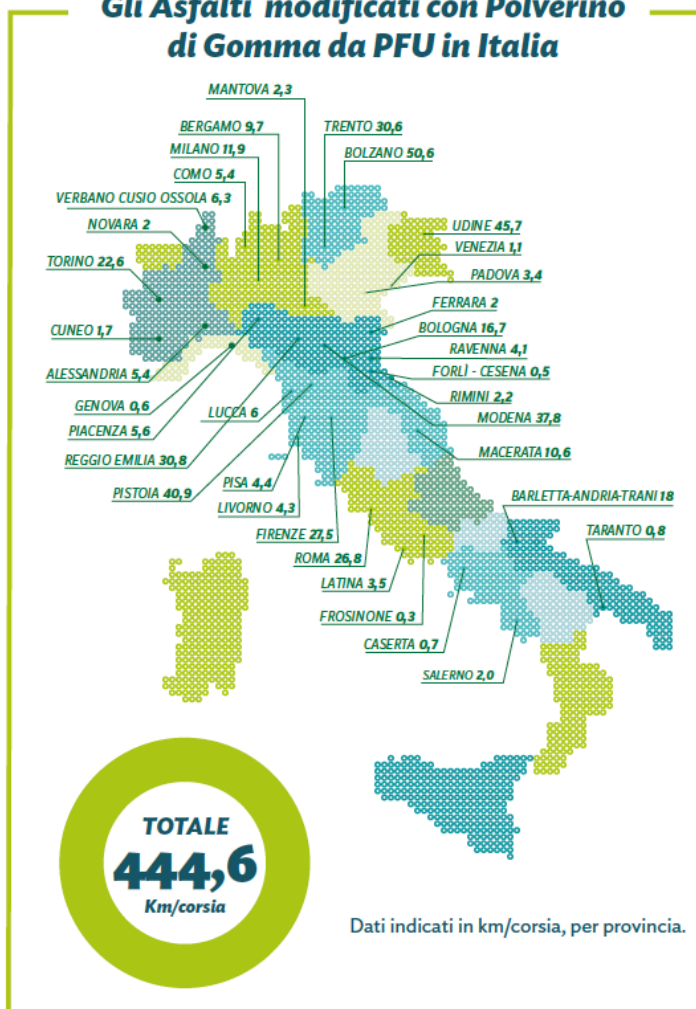 Gli Asfalti modificati con Polverino
di Gomma da PFU in Italia
MANTOVA 2,3
BERGAMO 9,7
TRENTO 30,6
MILANO 11,9
BOLZANO 50,6
COMO 5,4
VERBANO CUSIO OSSOLA 6,3
NOVARA 2
UDINE 45,7
VENEZIA 1,1
TORINO 22,6
PADOVA 3,4
FERRARA 2
CUNEO 1,7
BOLOGNA 16,7
RAVENNA 4,1
ALESSANDRIA 5,4
FORLÌ - CESENA 0,5
GENOVA 0,6
RIMINI 2,2
LUCCA 6
PIACENZA 5,6
MODENA 37,8
REGGIO EMILIA 30,8
MACERATA 10,6
PISA 4,4
PISTOIA 40,9
BARLETTA-ANDRIA-TRANI 18
LIVORNO 4,3
FIRENZE 27,5
TARANTO 0,8
ROMA 26,8
LATINA 3,5
FROSINONE 0,3
CASERTA 0,7
SALERNO 2,0
TOTALE
444,6
Km/corsia
Dati indicati in km/corsia, per provincia.